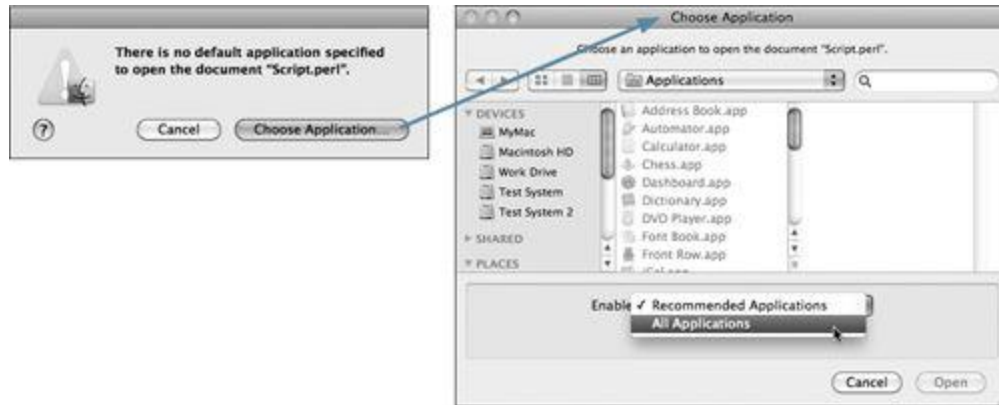 There is no default application specified
to open the document "Script.perl".
?
Cancel
Choose Application...
Choose Application
Choose an application to open the document "Script.perl".
Applications
DEVICES
MyMac
Macintosh HD
Work Drive
Test System
Test System 2
SHARED
PLACES
Address Book.app
Automator.app
Calculator.app
Chess.app
Dashboard.app
Dictionary.app
DVD Player.app
Font Book.app
Front Row.app
Enable
✓ Recommended Applications
All Applications
Cancel
Open